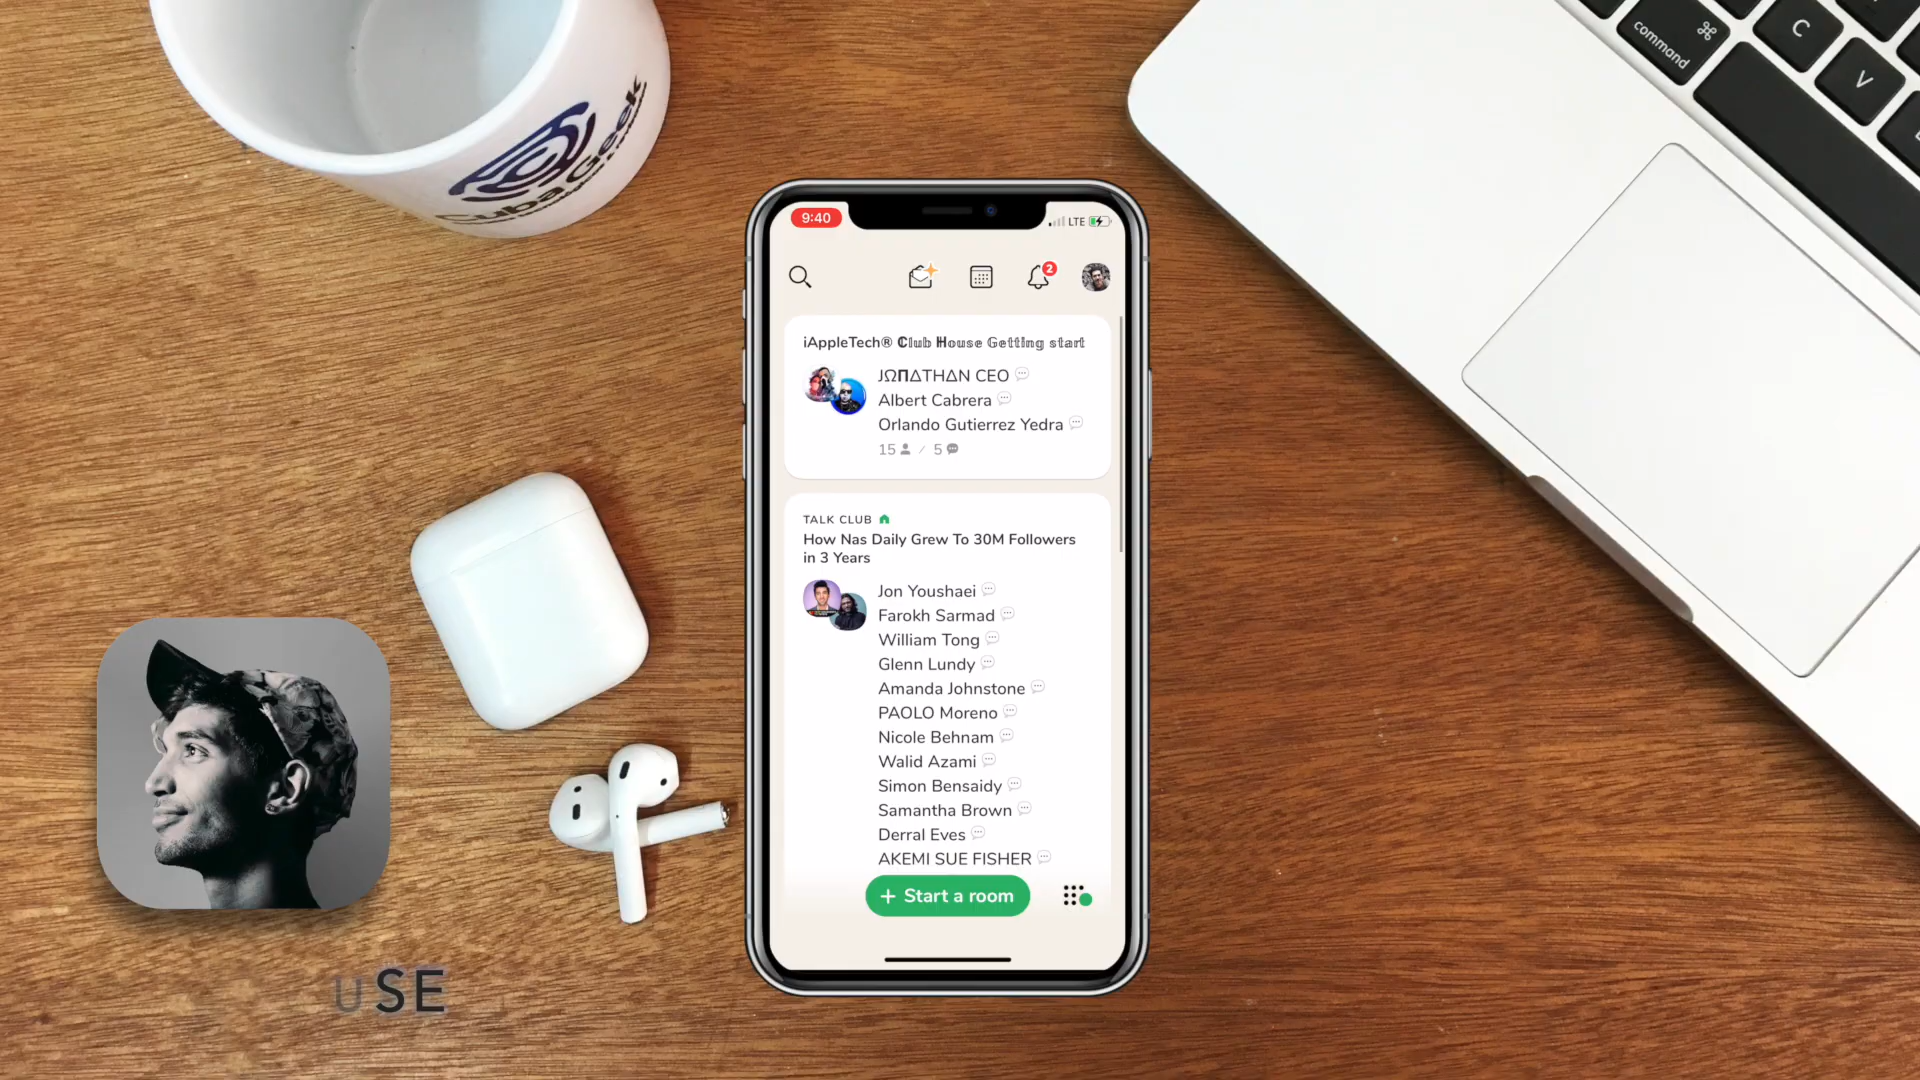 Cuba Geek
command
⌘
C
V
9:40
LTE
2
iAppleTech® ℂlub ℍouse 𝔾etting start
JΩΠΔTHΔN CEO
Albert Cabrera
Orlando Gutierrez Yedra
15 / 5
TALK CLUB
How Nas Daily Grew To 30M Followers
in 3 Years
Jon Youshaei
Farokh Sarmad
William Tong
Glenn Lundy
Amanda Johnstone
PAOLO Moreno
Nicole Behnam
Walid Azami
Simon Bensaidy
Samantha Brown
Derral Eves
AKEMI SUE FISHER
+ Start a room
USE